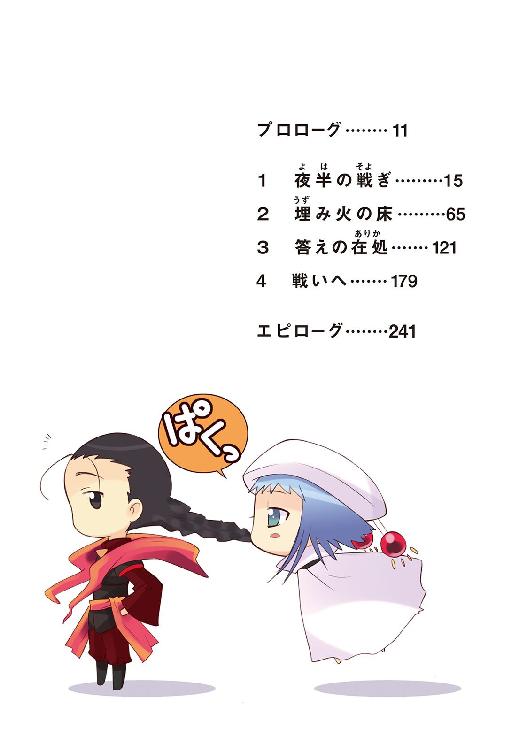 プロローグ……… 11
1 夜半の戦ぎ………15
2 埋み火の床………65
3 答えの在処……… 121
4 戦いへ………179
エピローグ………241
ぱくっ